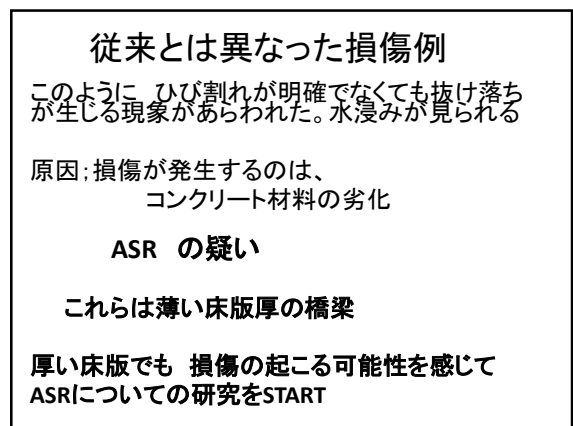 従来とは異なった損傷例
このように ひび割れが明確でなくても抜け落ち
が生じる現象があらわれた。水浸みが見られる
原因；損傷が発生するのは、
コンクリート材料の劣化
ASR の疑い
これらは薄い床版厚の橋梁
厚い床版でも 損傷の起こる可能性を感じて
ASRについての研究をSTART